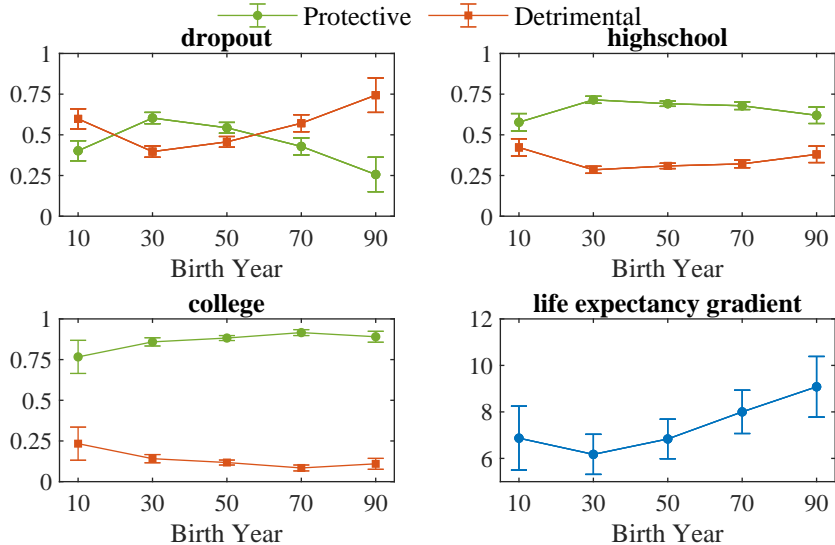 Protective Detrimental
dropout
1
0.75
0.5
0.25
0
10 30 50 70 90
Birth Year
highschool
1
0.75
0.5
0.25
0
10 30 50 70 90
Birth Year
college
1
0.75
0.5
0.25
0
10 30 50 70 90
Birth Year
life expectancy gradient
12
10
8
6
10 30 50 70 90
Birth Year